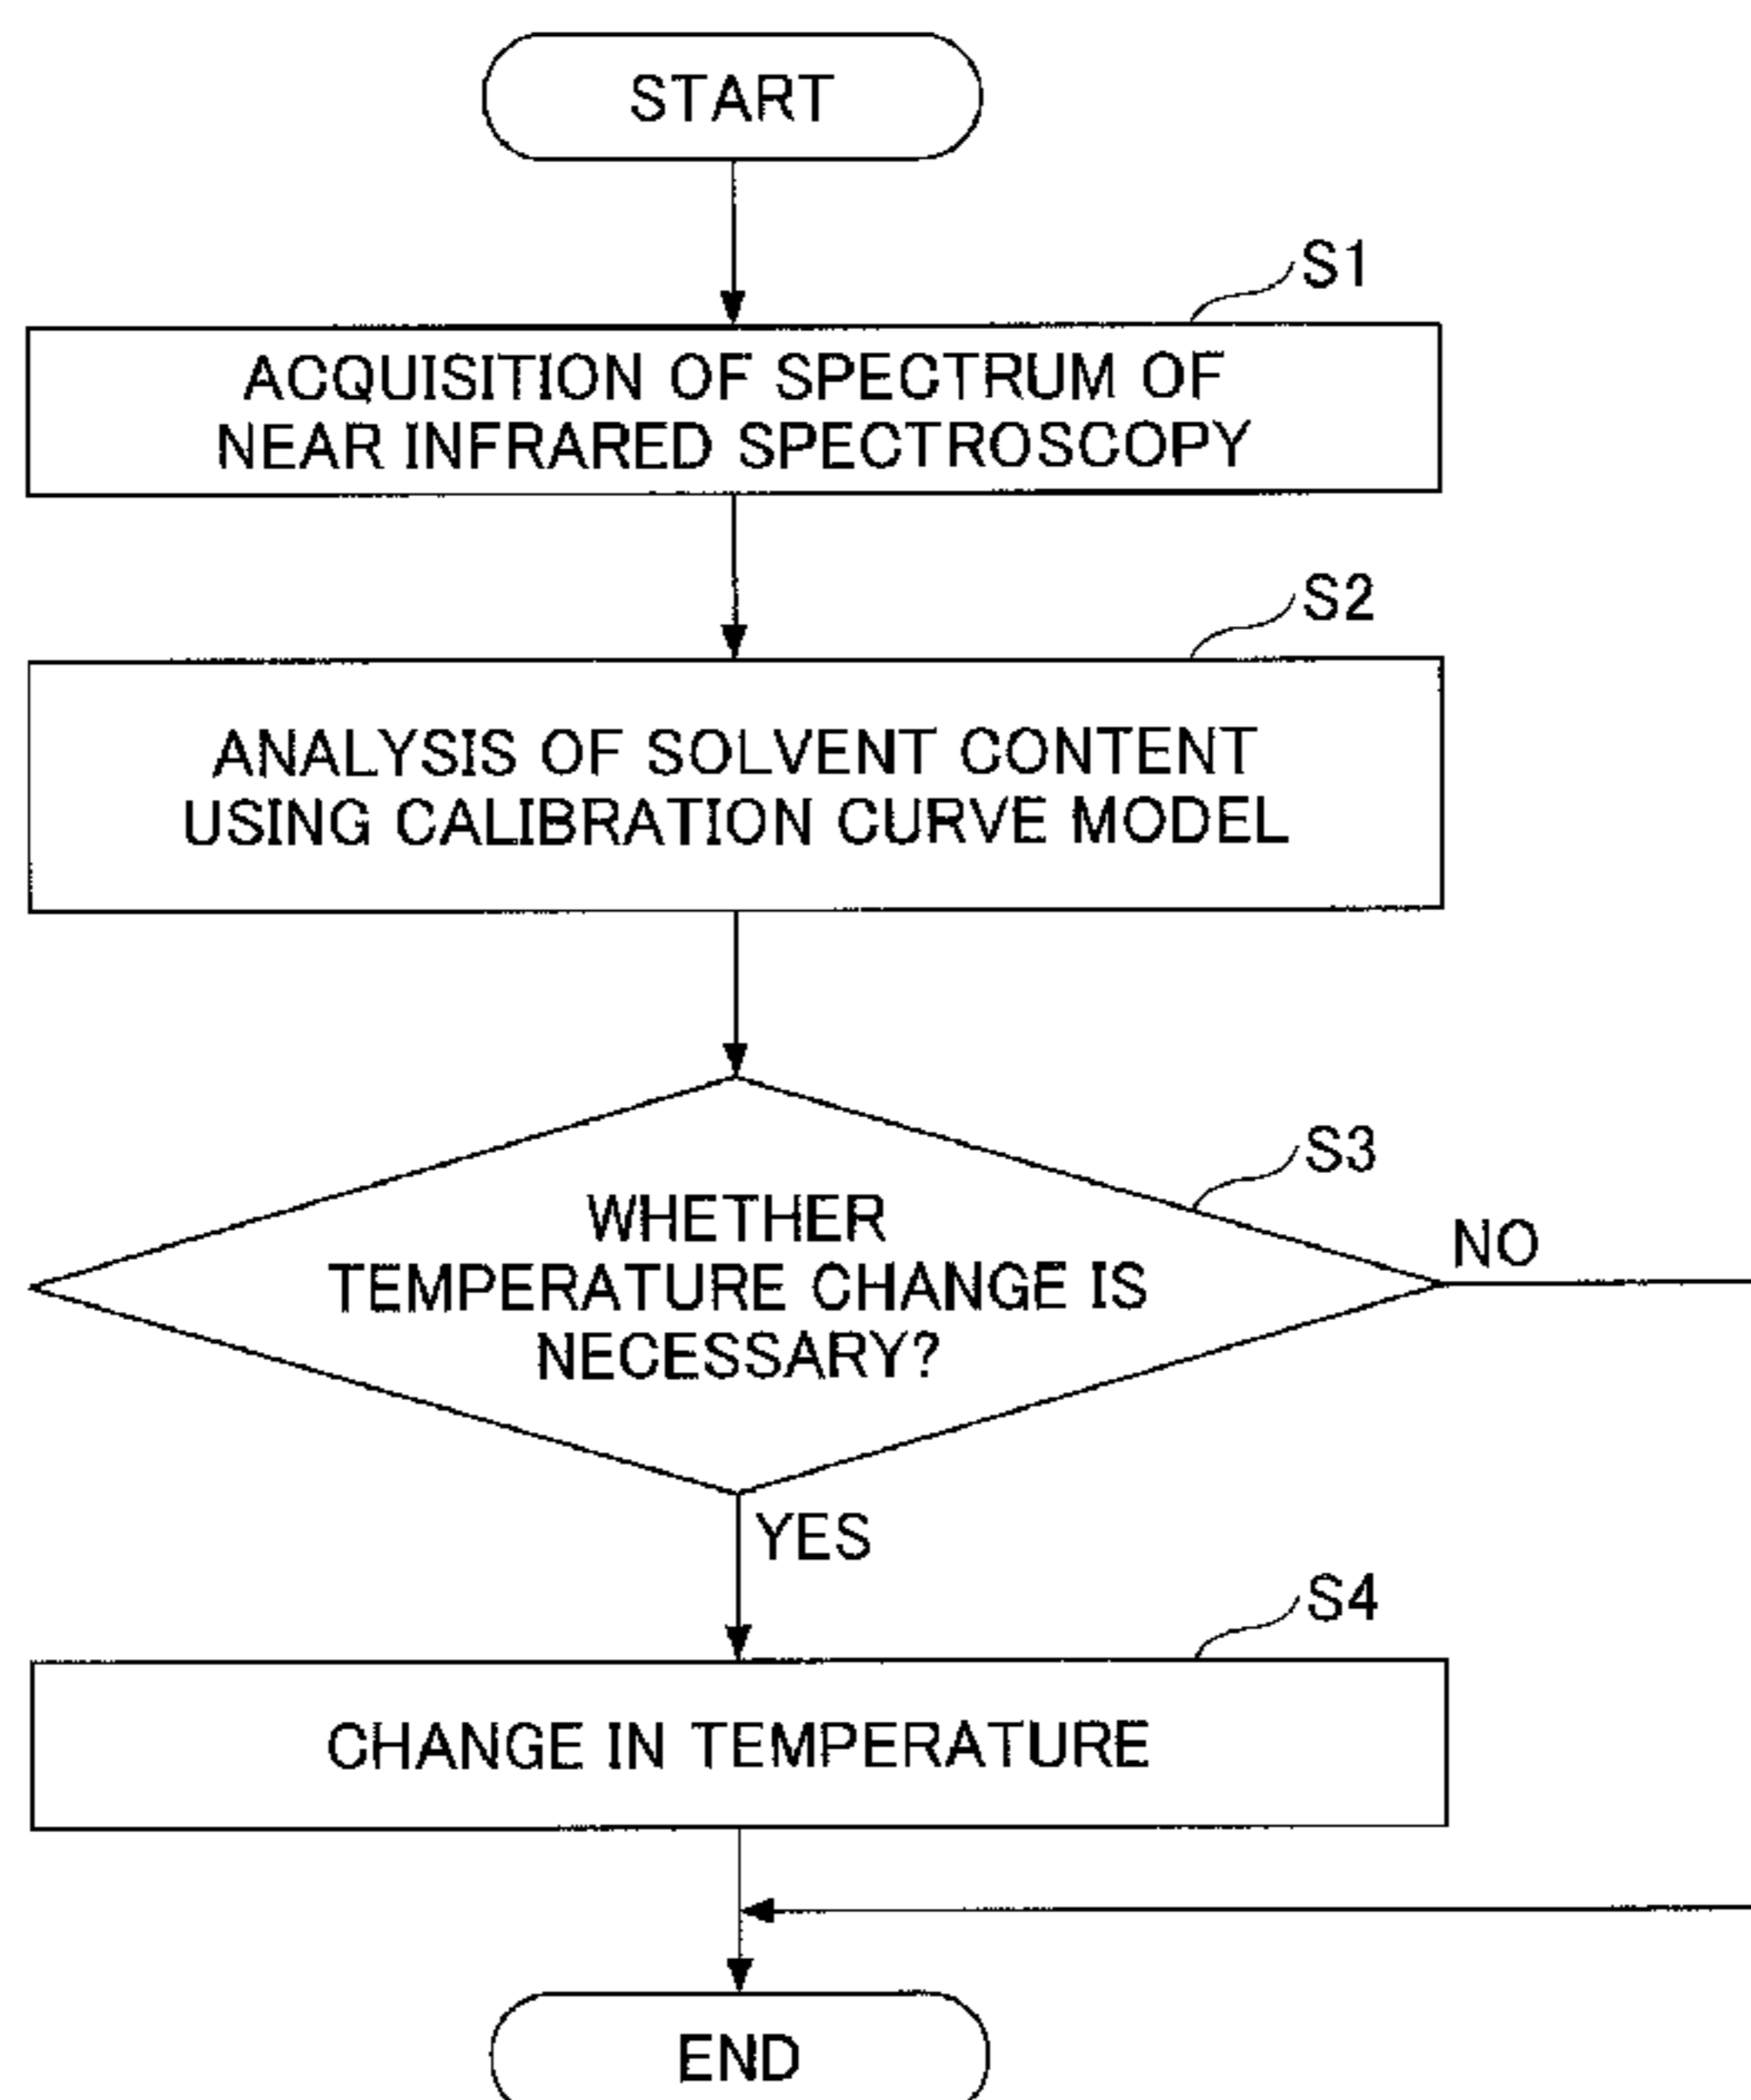 START
S1
ACQUISITION OF SPECTRUM OF
NEAR INFRARED SPECTROSCOPY
S2
ANALYSIS OF SOLVENT CONTENT
USING CALIBRATION CURVE MODEL
S3
WHETHER
TEMPERATURE CHANGE IS
NECESSARY?
NO
YES
S4
CHANGE IN TEMPERATURE
END